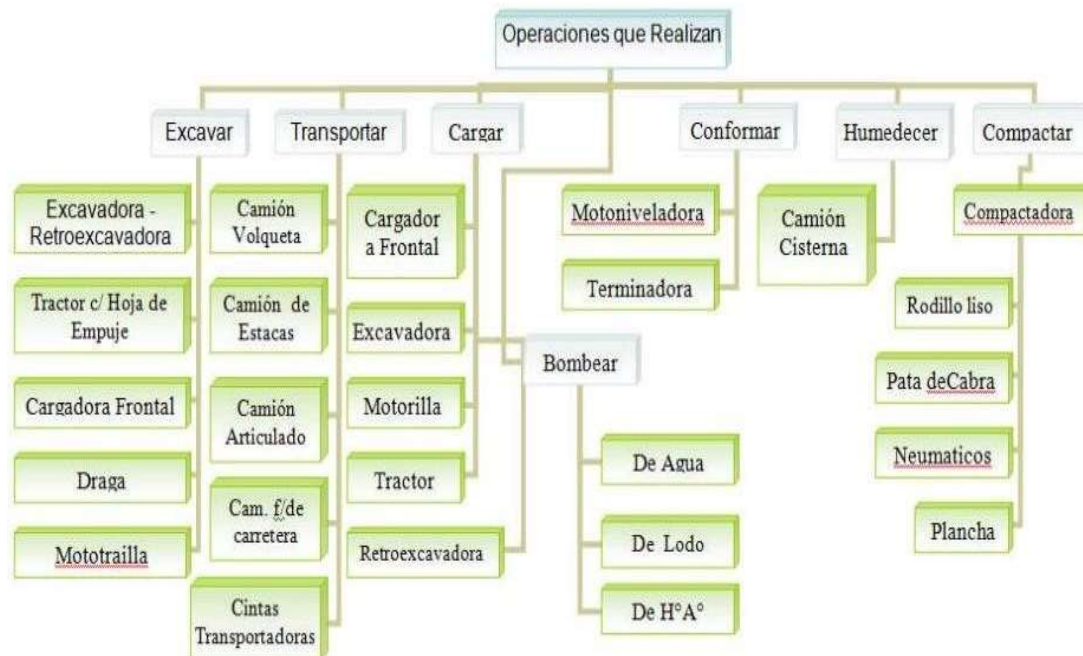 Operaciones que Realizan
Excavar
Transportar
Cargar
Conformar
Humedecer
Compactar
Excavadora -
Retroexcavadora
Tractor c/ Hoja de
Empuje
Cargadora Frontal
Draga
Mototrailla
Camión
Volqueta
Camión de
Estacas
Camión
Articulado
Cam. f/de
carretera
Cintas
Transportadoras
Cargador
a Frontal
Excavadora
Motorilla
Tractor
Retroexcavadora
Bombear
De Agua
De Lodo
De H°A°
Motoniveladora
Terminadora
Camión
Cisterna
Compactadora
Rodillo liso
Pata deCabra
Neumaticos
Plancha